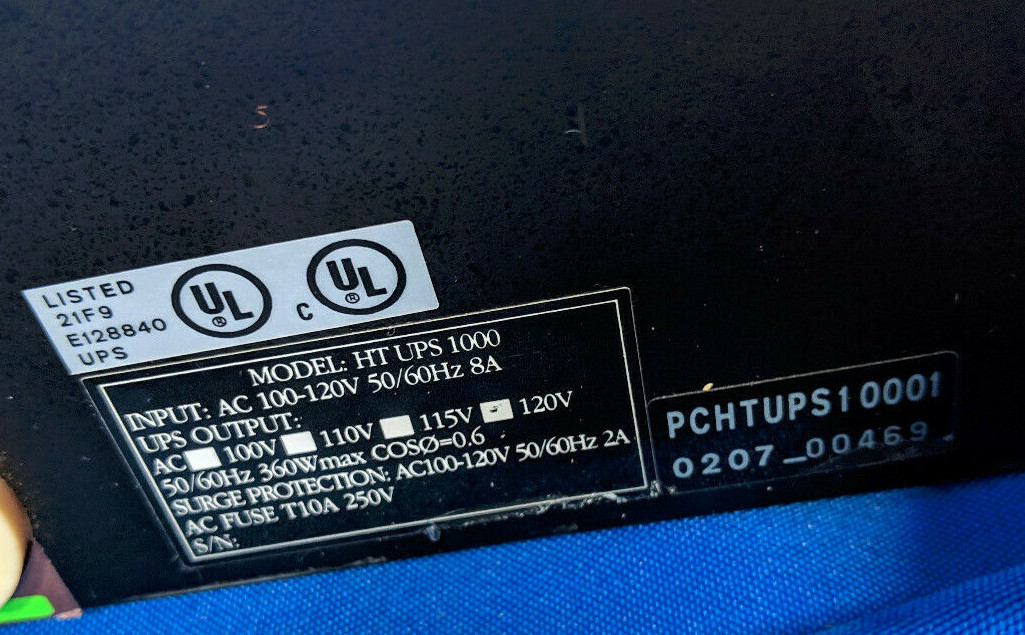 LISTED
21F9
E128840
UPS
UL
®
C
UL
®
MODEL: HT UPS 1000
INPUT: AC 100-120V 50/60Hz 8A
UPS OUTPUT:
AC 100V 110V 115V 120V
50/60Hz 360Wmax COSØ=0.6
SURGE PROTECTION: AC100-120V 50/60Hz 2A
AC FUSE T10A 250V
S/N:
PCHTUPS10001
0207_00469